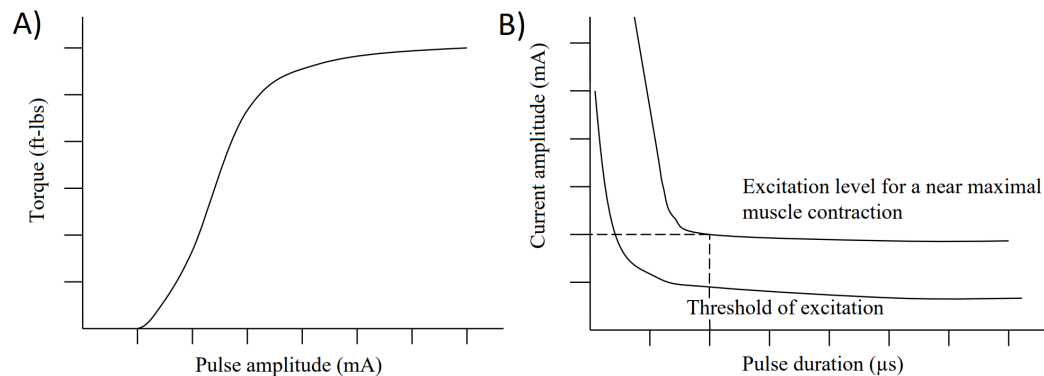 A)
Torque (ft-lbs)
Pulse amplitude (mA)
B)
Current amplitude (mA)
Excitation level for a near maximal
muscle contraction
Threshold of excitation
Pulse duration (µs)